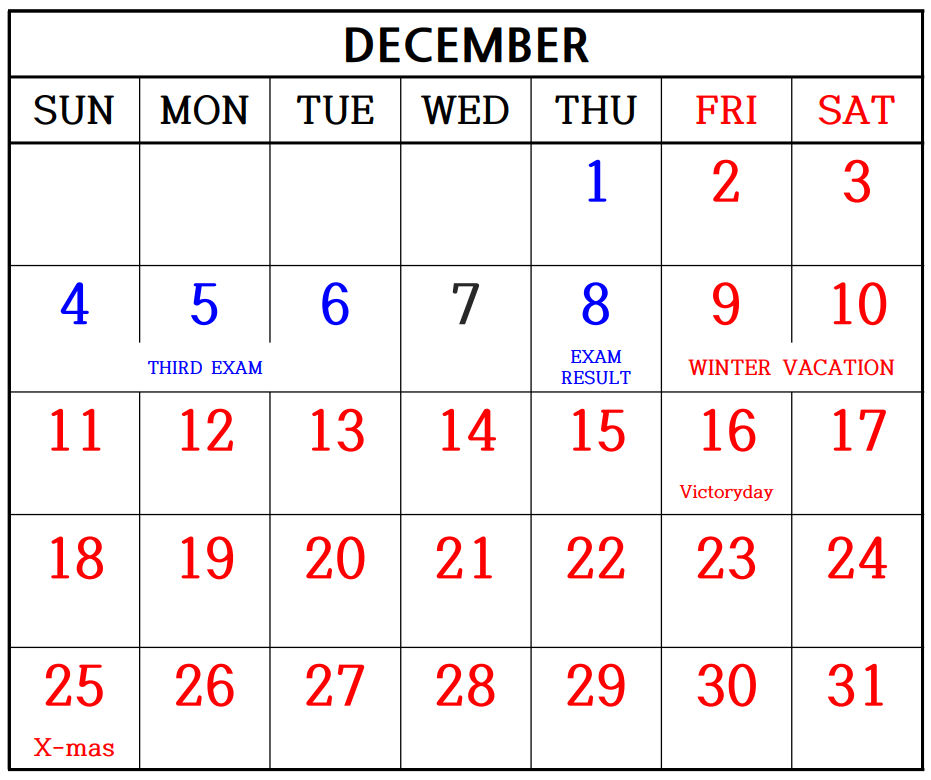 DECEMBER
SUN MON TUE WED THU FRI SAT
1 2 3
4 5 6 7 8 9 10
THIRD EXAM EXAM RESULT WINTER VACATION
11 12 13 14 15 16 17
Victoryday
18 19 20 21 22 23 24
25 26 27 28 29 30 31
X-mas